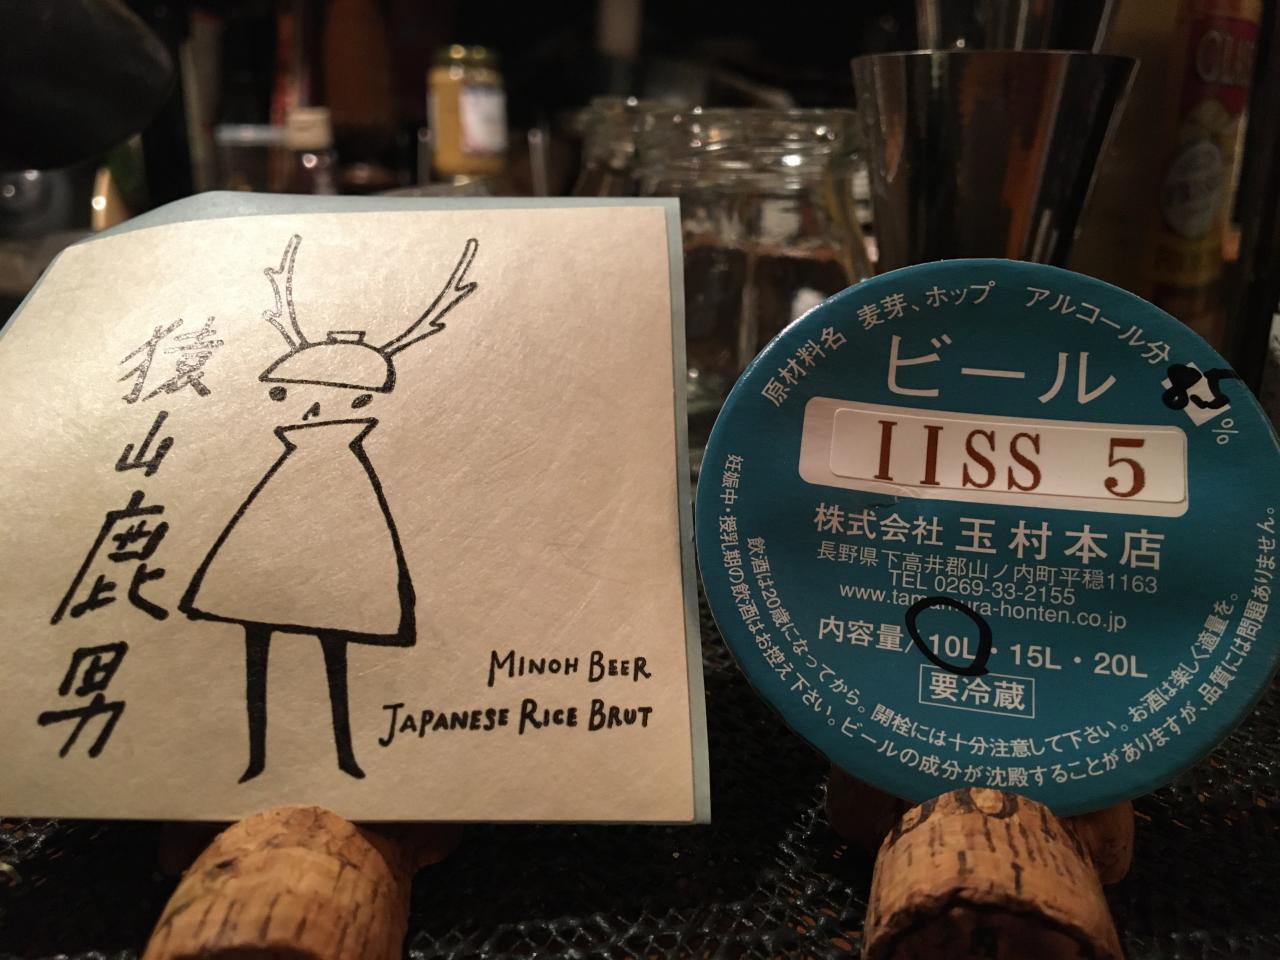 猿山鹿男
MINOH BEER
JAPANESE RICE BRUT
原材料名 麦芽、ホップ アルコール分 8.5 %
ビール
IISS 5
株式会社 玉村本店
長野県下高井郡山ノ内町平穏1163
TEL 0269-33-2155
www.tamamura-honten.co.jp
内容量/10L・15L・20L
要冷蔵
飲酒は20歳になってから。開栓には十分注意して下さい。お酒は楽しく適量を。
妊娠中・授乳期の飲酒はお控え下さい。ビールの成分が沈殿することがありますが、品質には問題ありません。